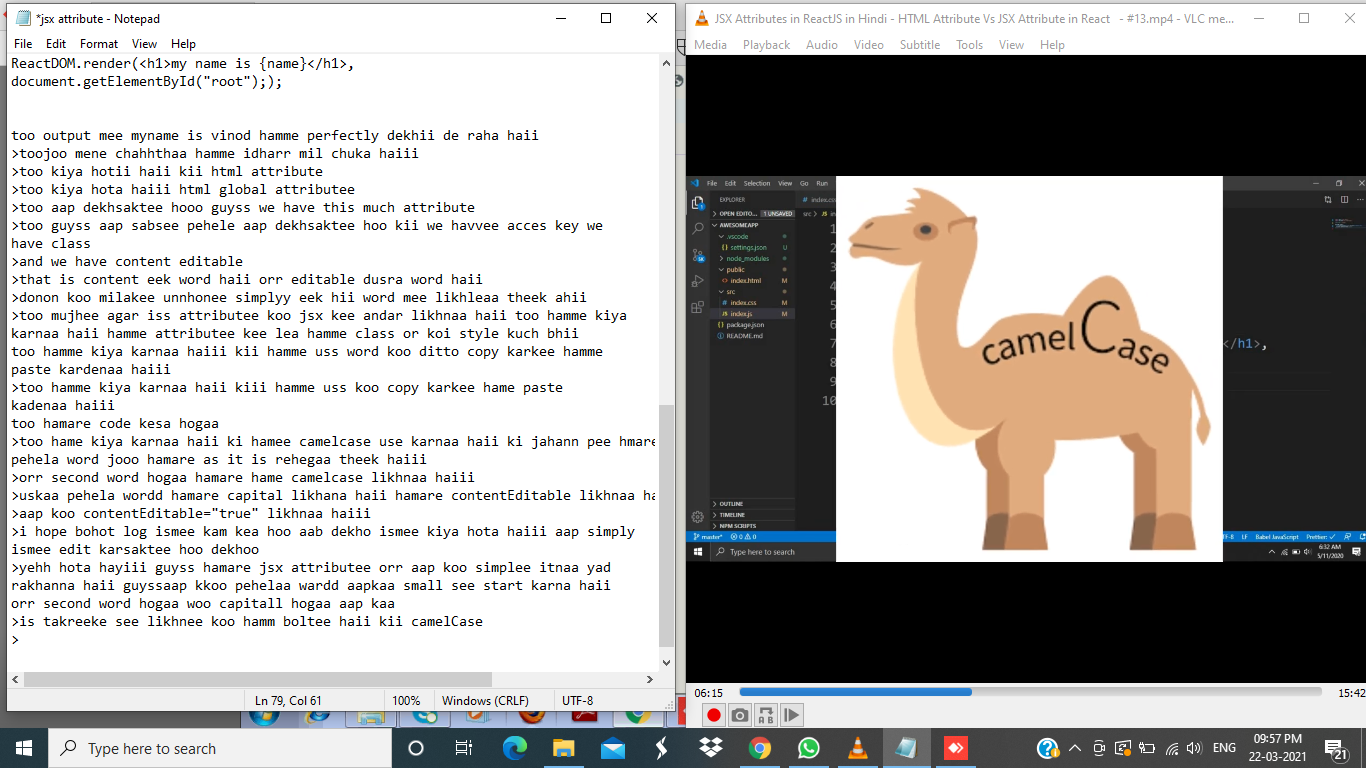 *jsx attribute - Notepad
File Edit Format View Help
ReactDOM.render(<h1>my name is {name}</h1>,
document.getElementById("root"););
too output mee myname is vinod hamme perfectly dekhii de raha haii
>toojoo mene chahhthaa hamme idharr mil chuka haiii
>too kiya hotii haii kii html attribute
>too kiya hota haiii html global attributee
>too aap dekhsaktee hooo guyss we have this much attribute
>too guyss aap sabsee pehele aap dekhsaktee hoo kii we havvee acces key we
have class
>and we have content editable
>that is content eek word haii orr editable dusra word haii
>donon koo milakee unnhonee simplyy eek hii word mee likhleaa theek ahii
>too mujhee agar iss attributee koo jsx kee andar likhnaa haii too hamme kiya
karnaa haii hamme attributee kee lea hamme class or koi style kuch bhii
too hamme kiya karnaa haiii kii hamme uss word koo ditto copy karkee hamme
paste kardenaa haiii
>too hamme kiya karnaa haii kiii hamme uss koo copy karkee hame paste
kadenaa haiii
too hamare code kesa hogaa
>too hame kiya karnaa haii ki hamee camelcase use karnaa haii ki jahann pee hmare
pehela word jooo hamare as it is rehegaa theek haiii
>orr second word hogaa hamare hame camelcase likhnaa haiii
>uskaa pehela wordd hamare capital likhana haii hamare contentEditable likhnaa ha
>aap koo contentEditable="true" likhnaa haiii
>i hope bohot log ismee kam kea hoo aab dekho ismee kiya hota haiii aap simply
ismee edit karsaktee hoo dekhoo
>yehh hota hayiii guyss hamare jsx attributee orr aap koo simplee itnaa yad
rakhanna haii guyssaap kkoo pehelaa wardd aapkaa small see start karna haii
orr second word hogaa woo capitall hogaa aap kaa
>is takreeke see likhnee koo hamm boltee haii kii camelCase
>
Ln 79, Col 61 100% Windows (CRLF) UTF-8
JSX Attributes in ReactJS in Hindi - HTML Attribute Vs JSX Attribute in React - #13.mp4 - VLC me...
Media Playback Audio Video Subtitle Tools View Help
File Edit Selection View Go Run
EXPLORER
OPEN EDITO... 1 UNSAVED
AWESOMEAPP
.vscode
settings.json U
node_modules
public
index.html M
src
index.css M
index.js M
package.json
README.md
OUTLINE
TIMELINE
NPM SCRIPTS
index.css
src > JS
1
2
3
4
5
6
7
8
9
10
</h1>,
camelCase
master* 0 0
LF Babel JavaScript Prettier: ✓
Type here to search
6:32 AM
5/11/2020
06:15 15:42
Type here to search
ENG
09:57 PM
22-03-2021
21